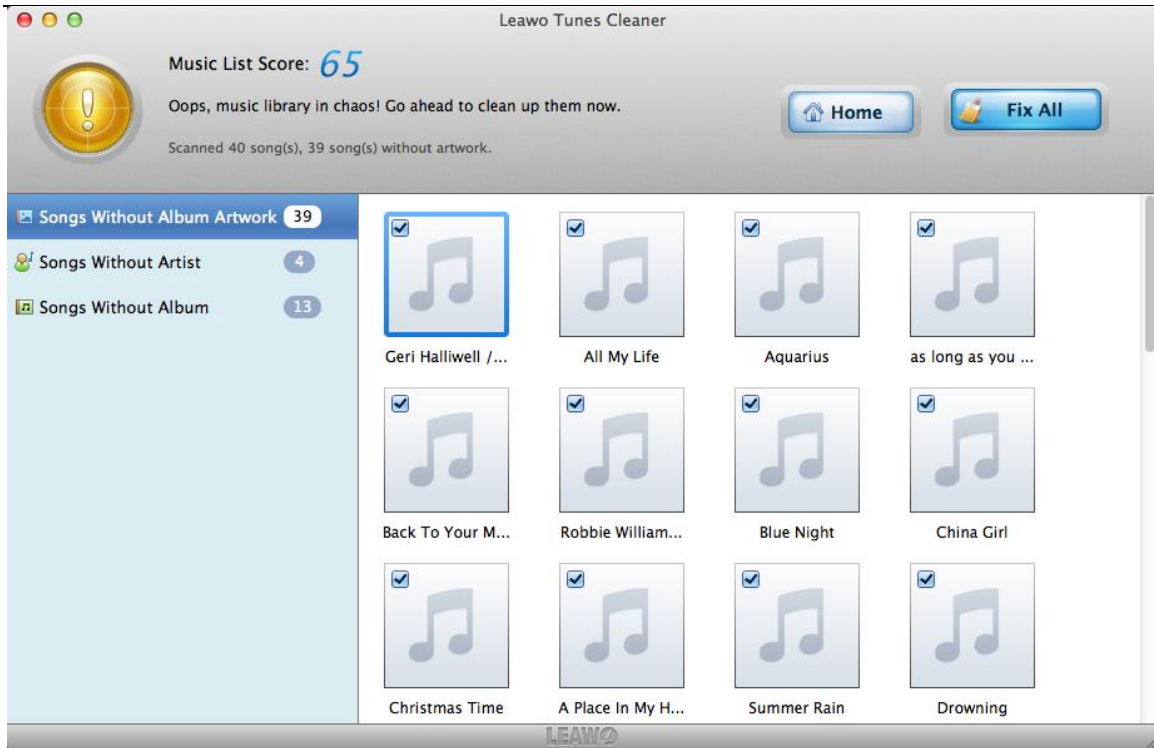 Leawo Tunes Cleaner
Music List Score: 65
Oops, music library in chaos! Go ahead to clean up them now.
Scanned 40 song(s), 39 song(s) without artwork.
Home
Fix All
Songs Without Album Artwork 39
Songs Without Artist 4
Songs Without Album 13
Geri Halliwell /... All My Life Aquarius as long as you ...
Back To Your M... Robbie William... Blue Night China Girl
Christmas Time A Place In My H... Summer Rain Drowning
LEAWO